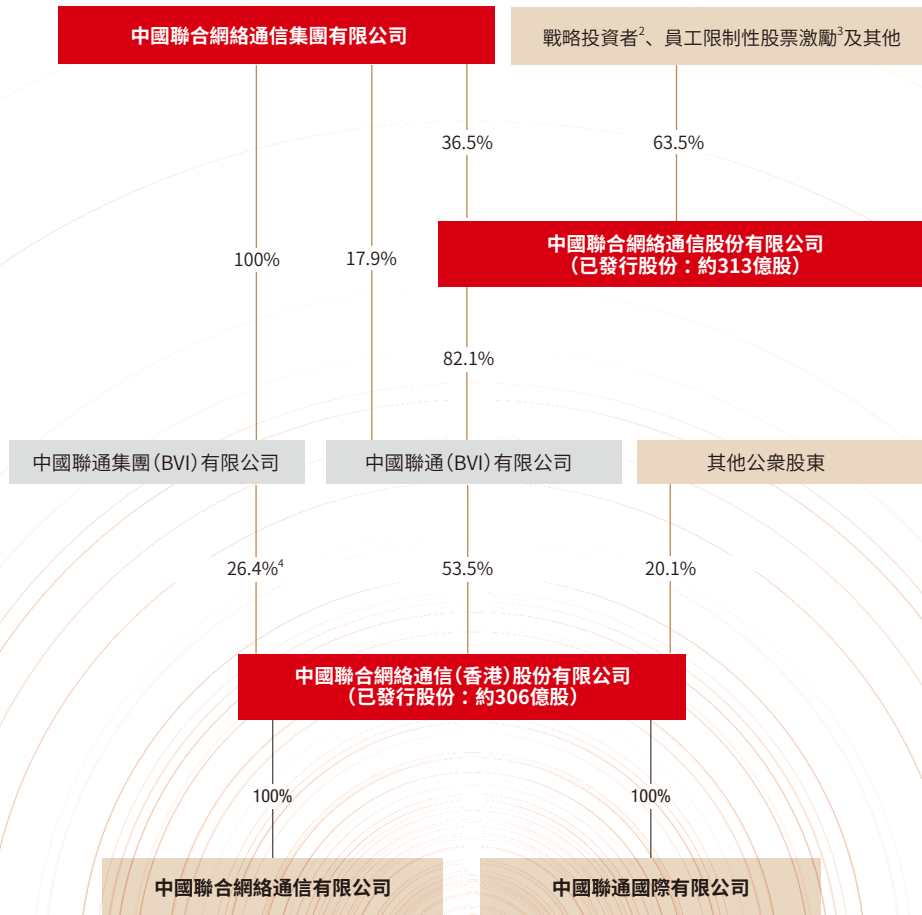 中國聯合網絡通信集團有限公司
戰略投資者2、員工限制性股票激勵3及其他
36.5%
63.5%
中國聯合網絡通信股份有限公司
（已發行股份：約313億股）
100%
17.9%
82.1%
中國聯通集團(BVI)有限公司
中國聯通(BVI)有限公司
其他公衆股東
26.4%4
53.5%
20.1%
中國聯合網絡通信(香港)股份有限公司
（已發行股份：約306億股）
100%
100%
中國聯合網絡通信有限公司
中國聯通國際有限公司